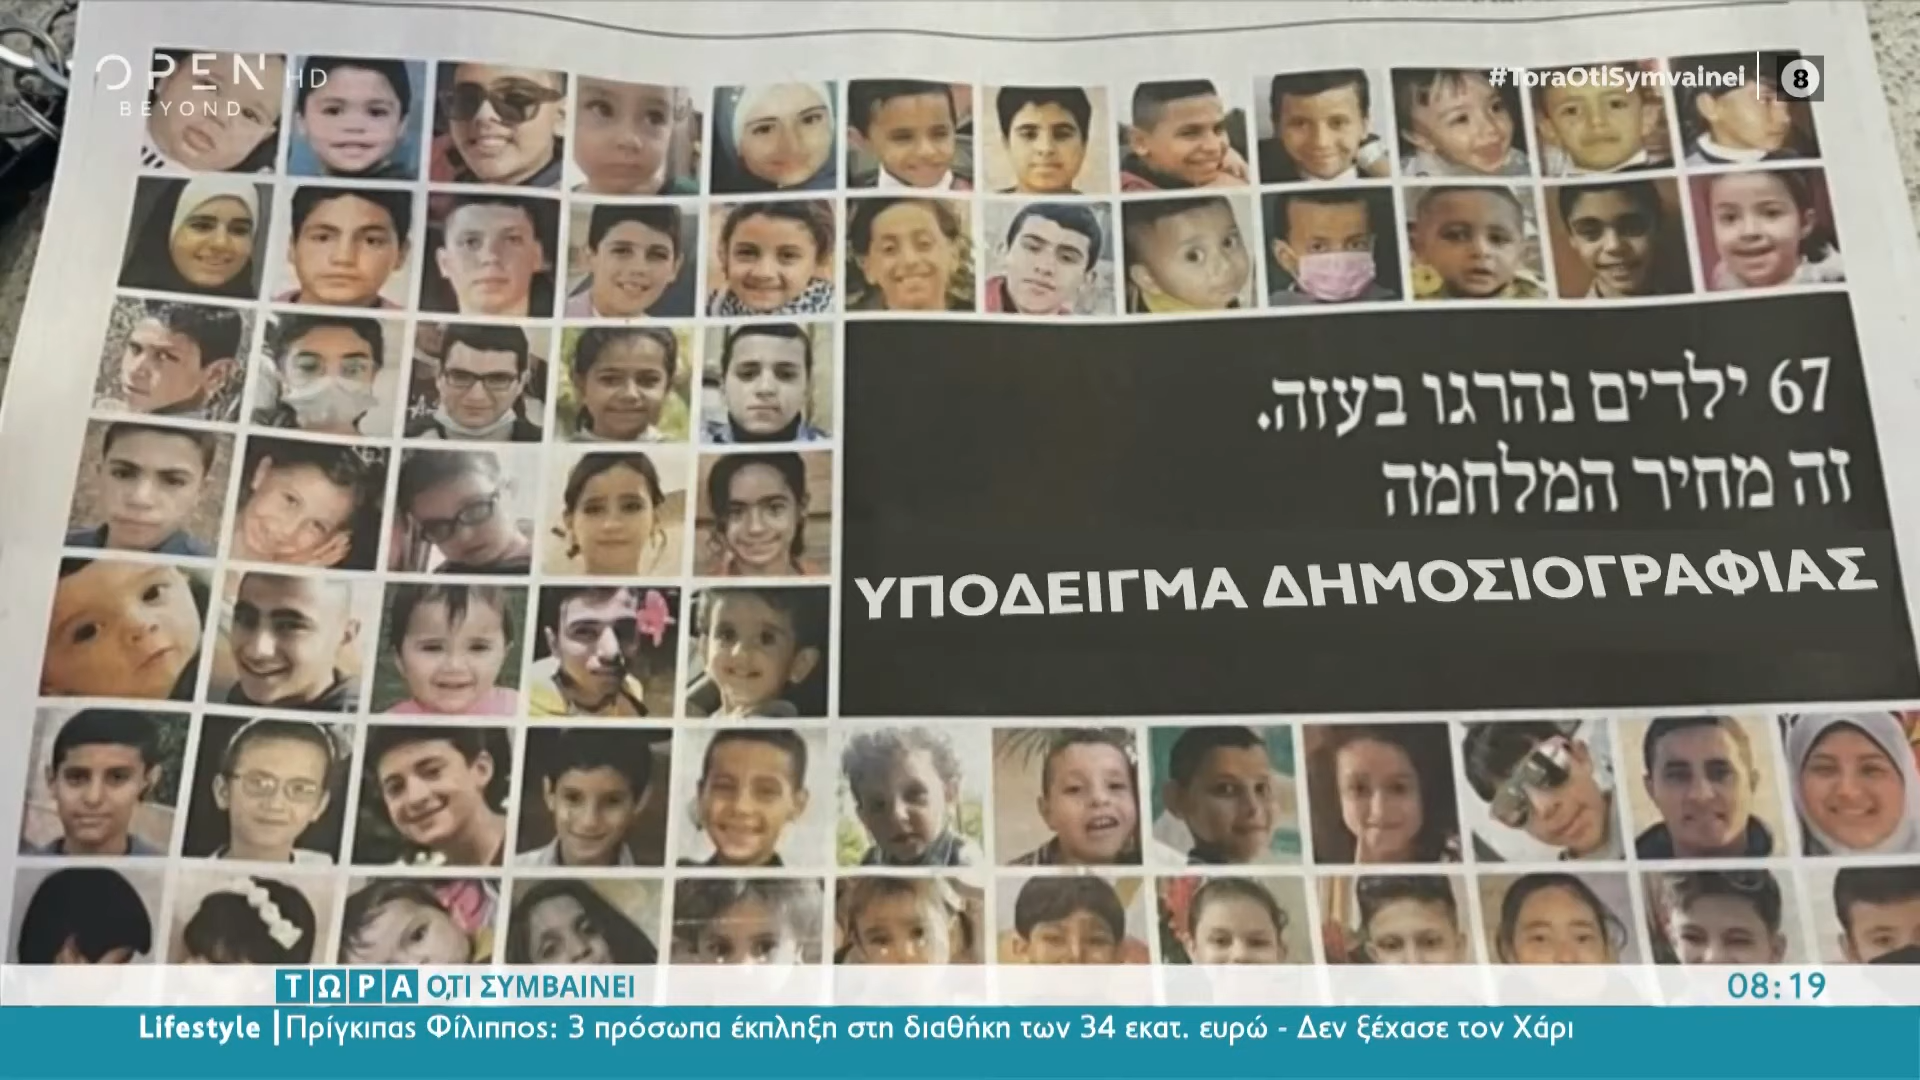 OPEN HD
BEYOND
#ToraOtiSymvainei
8
67 ילדים נהרגו בעזה.
זה מחיר המלחמה
ΥΠΟΔΕΙΓΜΑ ΔΗΜΟΣΙΟΓΡΑΦΙΑΣ
ΤΩΡΑ Ο,ΤΙ ΣΥΜΒΑΙΝΕΙ
08:19
Lifestyle | Πρίγκιπας Φίλιππος: 3 πρόσωπα έκπληξη στη διαθήκη των 34 εκατ. ευρώ - Δεν ξέχασε τον Χάρι